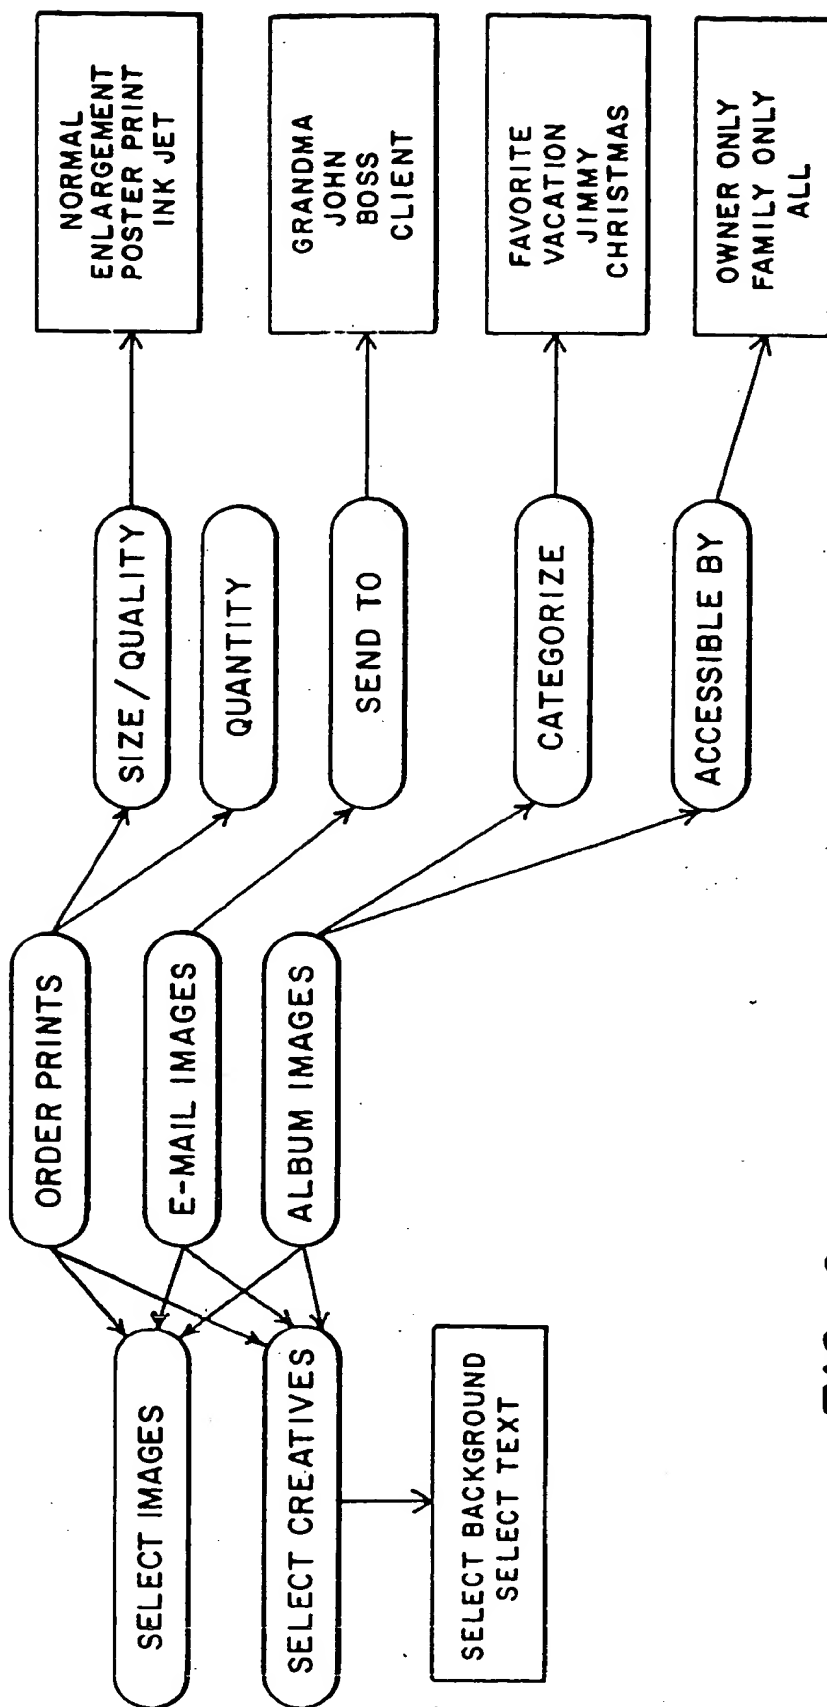 ORDER PRINTS
E-MAIL IMAGES
ALBUM IMAGES
SELECT IMAGES
SELECT CREATIVES
SELECT BACKGROUND
SELECT TEXT
SIZE/QUALITY
QUANTITY
SEND TO
CATEGORIZE
ACCESSIBLE BY
NORMAL
ENLARGEMENT
POSTER PRINT
INK JET
GRANDMA
JOHN
BOSS
CLIENT
FAVORITE
VACATION
JIMMY
CHRISTMAS
OWNER ONLY
FAMILY ONLY
ALL